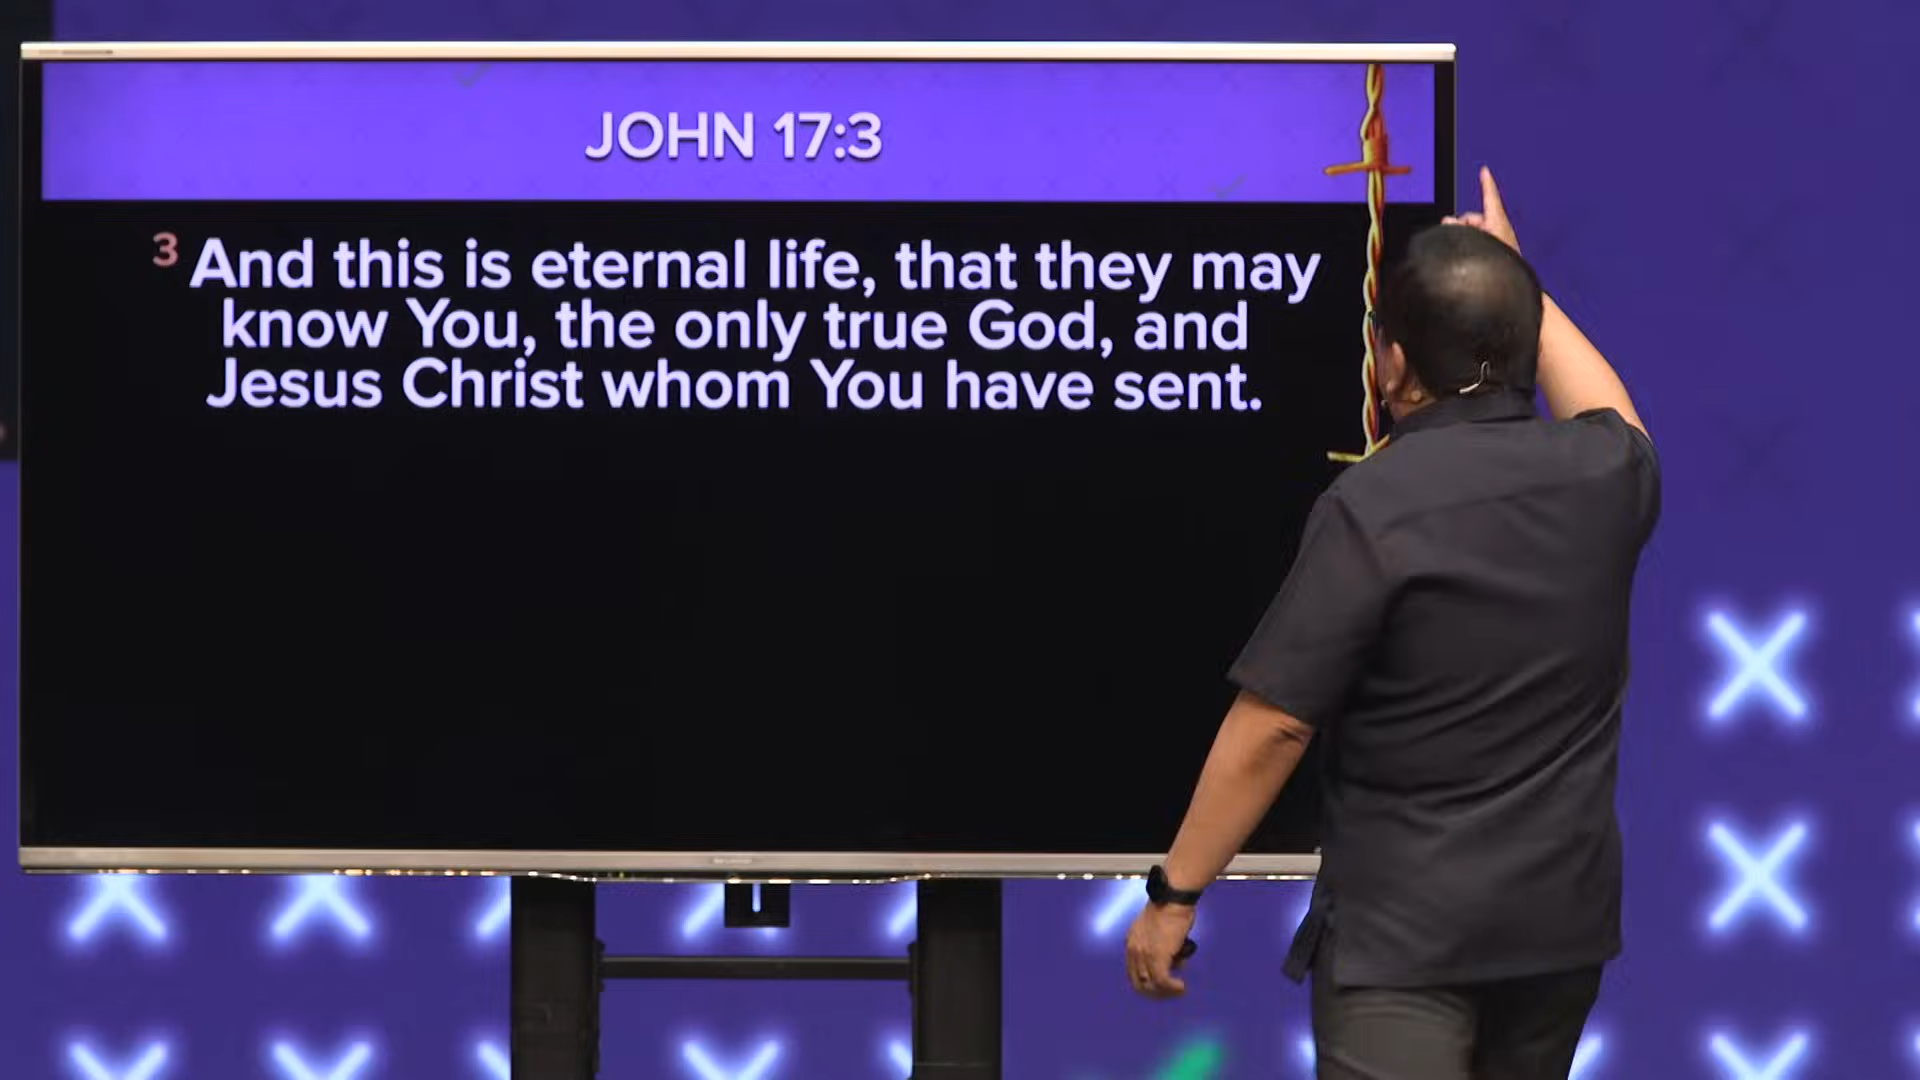 JOHN 17:3
3 And this is eternal life, that they may
know You, the only true God, and
Jesus Christ whom You have sent.